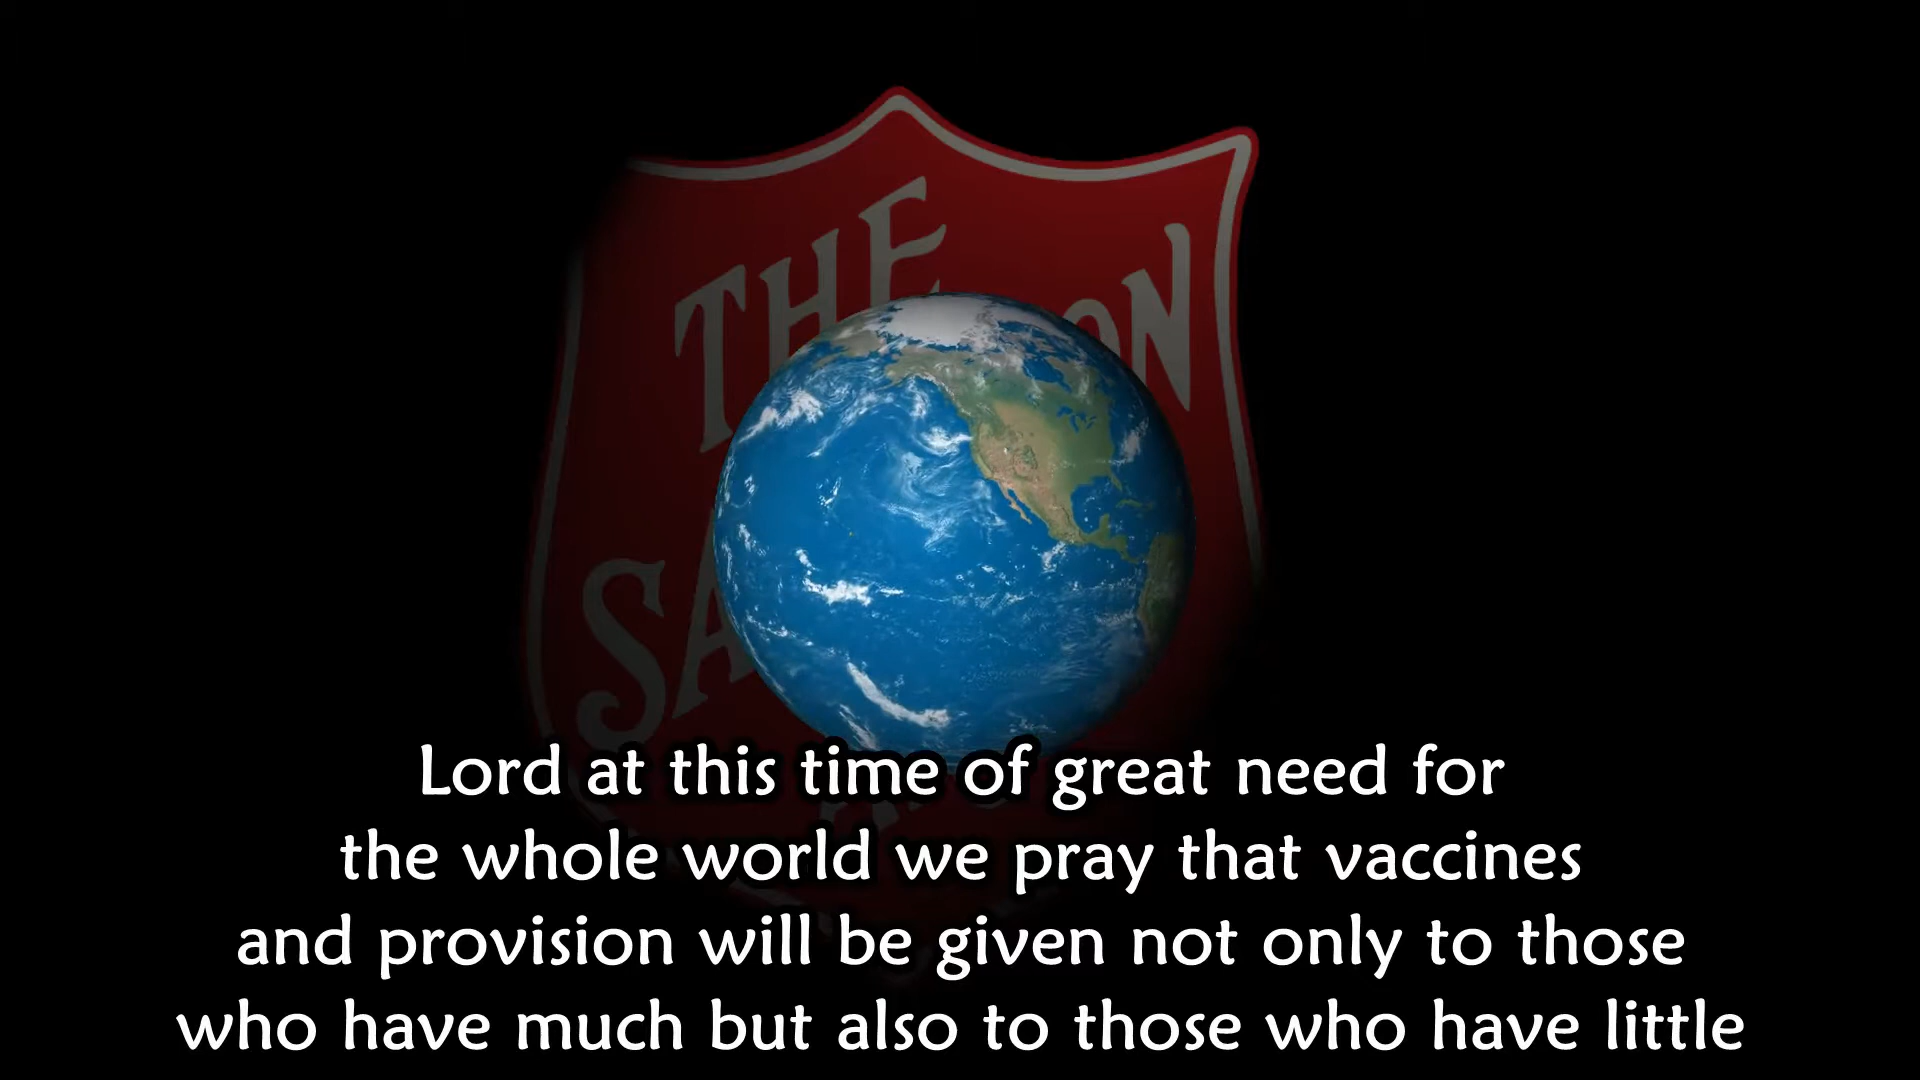 THE
Lord at this time of great need for
the whole world we pray that vaccines
and provision will be given not only to those
who have much but also to those who have little